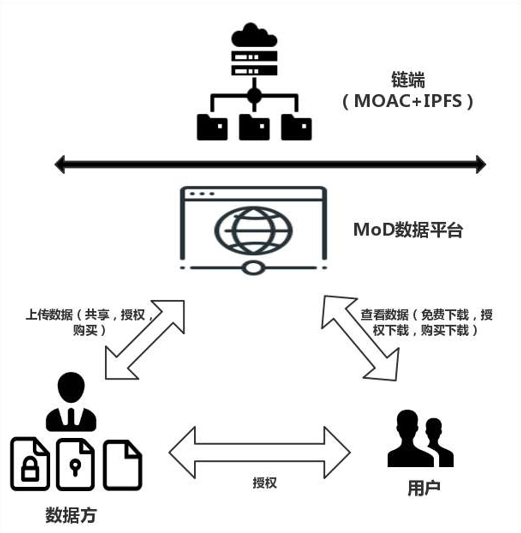 链端
（MOAC+IPFS）
MoD数据平台
上传数据（共享，授权，
购买）
查看数据（免费下载，授
权下载，购买下载）
授权
数据方
用户